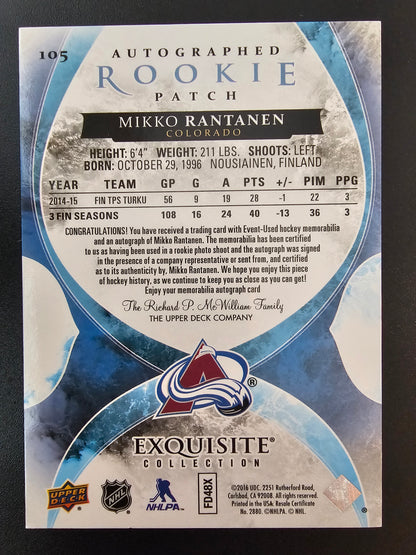 105
AUTOGRAPHED
ROOKIE
PATCH
MIKKO RANTANEN
COLORADO
HEIGHT: 6'4" WEIGHT: 211 LBS. SHOOTS: LEFT
BORN: OCTOBER 29, 1996 NOUSIAINEN, FINLAND
YEAR TEAM GP G A PTS +/- PIM PPG
2014-15 FIN TPS TURKU 56 9 19 28 -1 22 3
3 FIN SEASONS 108 16 24 40 -13 36 3
CONGRATULATIONS! You have received a trading card with Event-Used hockey memorabilia
and an autograph of Mikko Rantanen. The memorabilia has been certified
to us as having been used in a rookie photo shoot and the autograph was signed
in the presence of a company representative or sent from and certified
as to its authenticity by, Mikko Rantanen. We hope you enjoy this piece
of hockey history, as we continue to keep you as close as you can get!
Enjoy your memorabilia autograph card
The Richard P. McWilliam Family
THE UPPER DECK COMPANY
A ®
EXQUISITE®
COLLECTION
UPPER DECK
NHL
NHLPA
FD48X
©2016 UDC. 2251 Rutherford Road,
Carlsbad, CA 92008. All rights reserved.
Printed in the USA: Resale Certificate
No. 2880. ©NHLPA. © NHL.